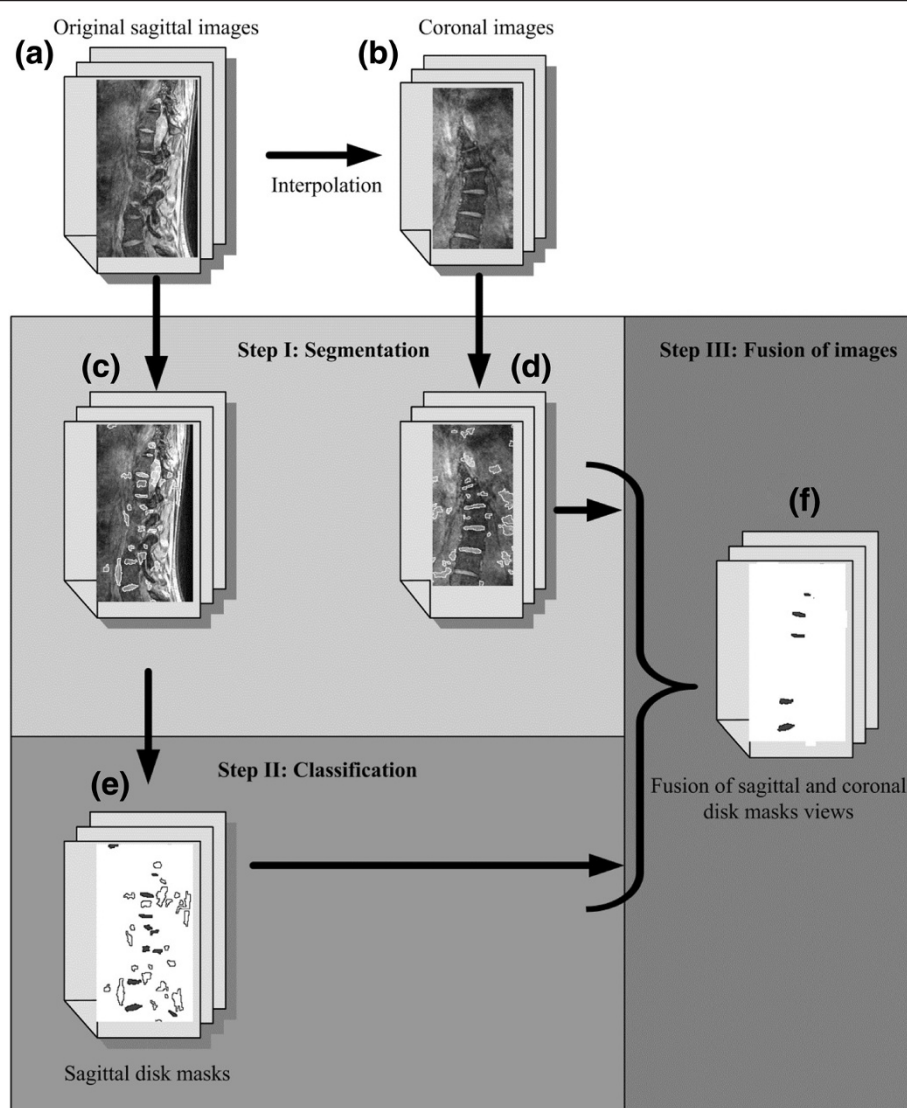 Original sagittal images
Coronal images
(a)
(b)
Interpolation
Step I: Segmentation
Step III: Fusion of images
(c)
(d)
(f)
Step II: Classification
(e)
Fusion of sagittal and coronal
disk masks views
Sagittal disk masks